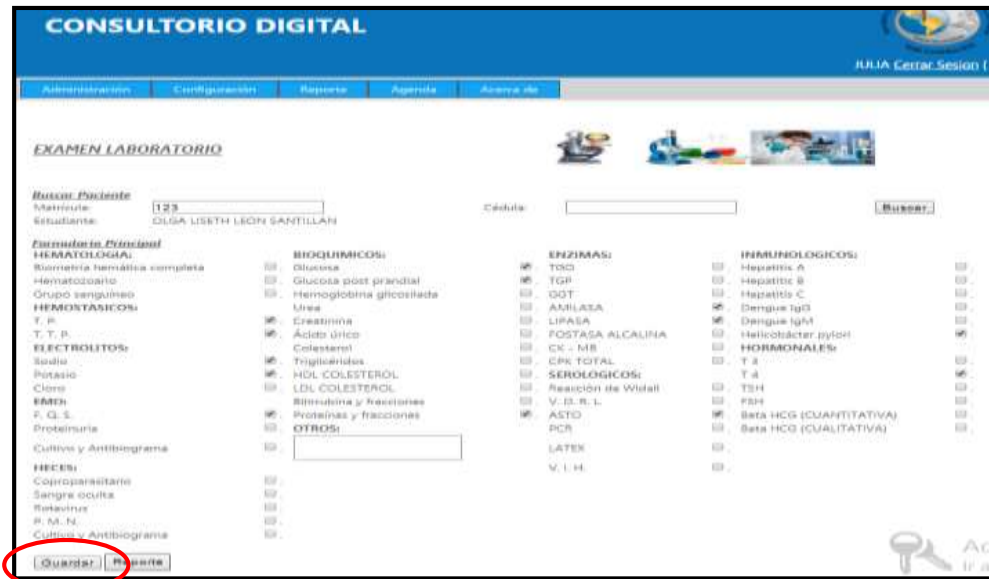 CONSULTORIO DIGITAL
JULIA Cerrar Sesion (
Administración Configuración Reporte Agenda Acerca de
EXAMEN LABORATORIO
Buscar Paciente
Matricula: 123 Cédula: Buscar
Estudiante: OLGA LISETH LEON SANTILLAN
Formulario Principal
HEMATOLOGIA: BIOQUIMICOS: ENZIMAS: INMUNOLOGICOS:
Biometría hemática completa Glucosa TGO Hepatitis A
Hematozoario Glucosa post prandial TGP Hepatitis B
Grupo sanguíneo Hemoglobina glicosilada GGT Hepatitis C
HEMOSTASICOS: Urea AMILASA Dengue IgG
T. P. Creatinina LIPASA Dengue IgM
T. T. P. Ácido úrico FOSTASA ALCALINA Helicobácter pylori
ELECTROLITOS: Colesterol CK - MB HORMONALES:
Sodio Triglicéridos CPK TOTAL T 3
Potasio HDL COLESTEROL SEROLOGICOS: T 4
Cloro LDL COLESTEROL Reacción de Widall TSH
EMO: Bilirrubina y fracciones V. D. R. L. FSH
F. Q. S. Proteínas y fracciones ASTO Beta HCG (CUANTITATIVA)
Proteinuria OTROS: PCR Beta HCG (CUALITATIVA)
Cultivo y Antibiograma LATEX
HECES: V. I. H.
Coproparasitario
Sangre oculta
Rotavirus
P. M. N.
Cultivo y Antibiograma
Guardar Reporte